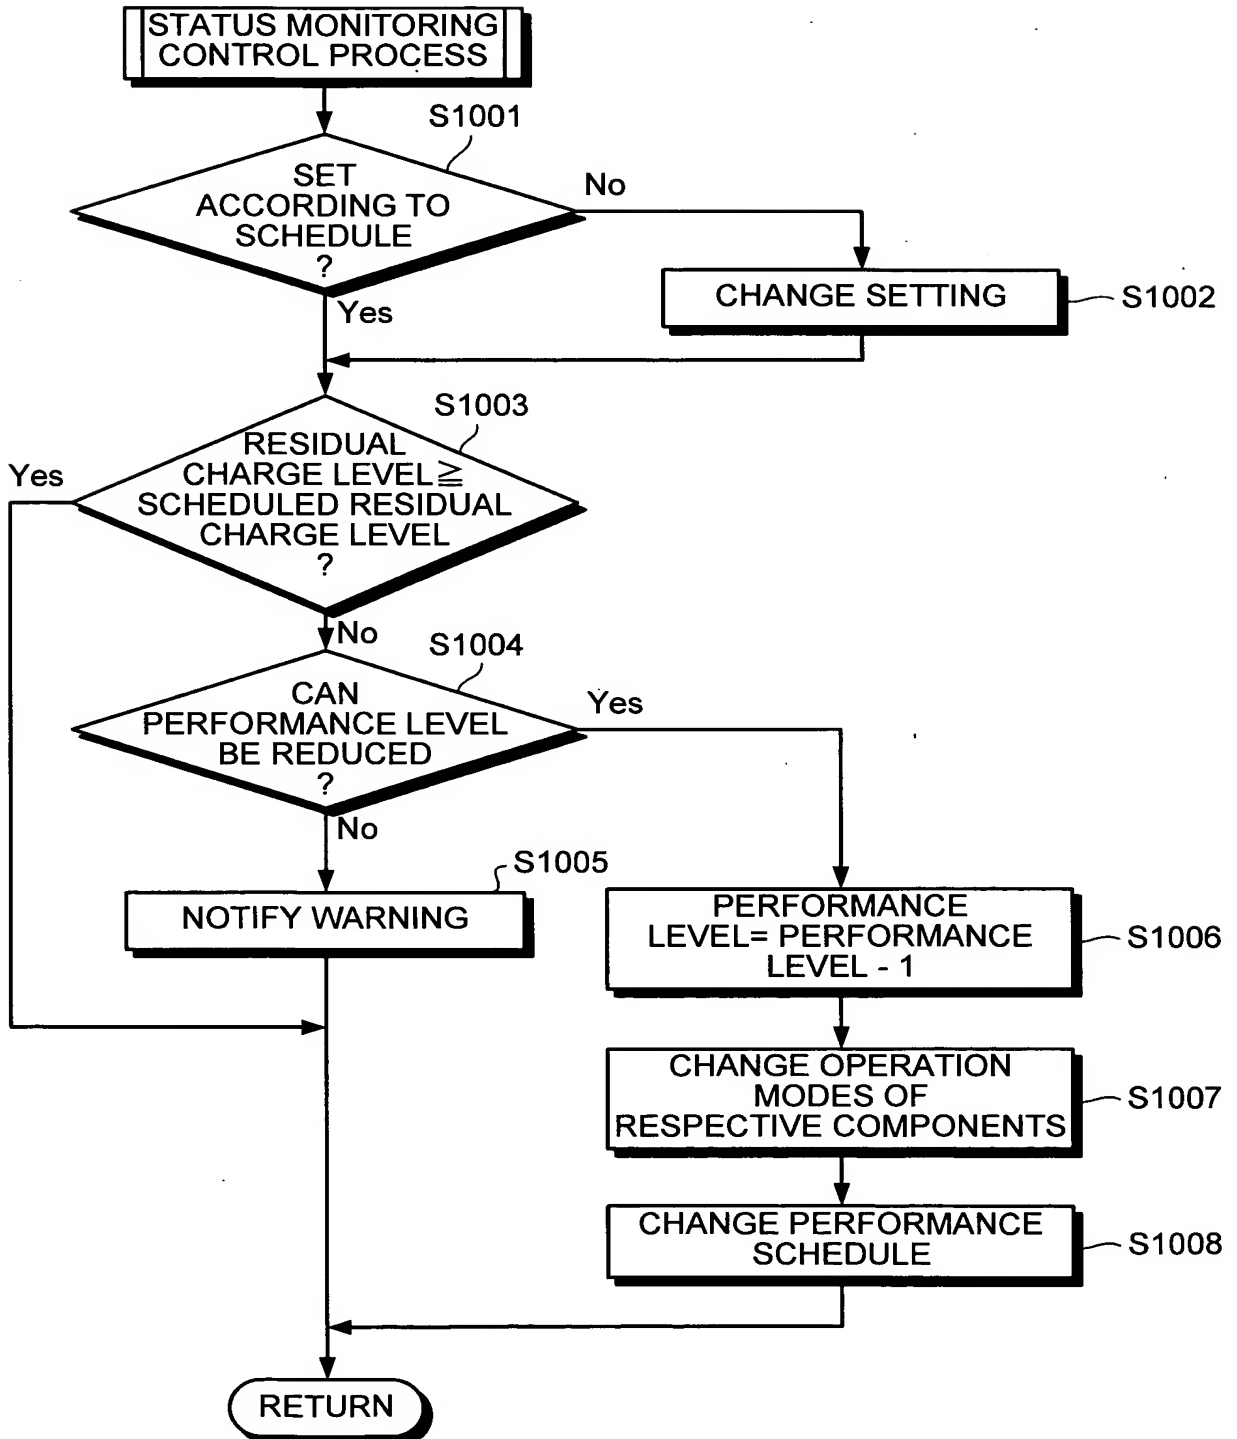 STATUS MONITORING
CONTROL PROCESS
S1001
SET
ACCORDING TO
SCHEDULE
?
No
Yes
CHANGE SETTING
S1002
S1003
RESIDUAL
CHARGE LEVEL≧
SCHEDULED RESIDUAL
CHARGE LEVEL
?
Yes
No
S1004
CAN
PERFORMANCE LEVEL
BE REDUCED
?
Yes
No
S1005
NOTIFY WARNING
PERFORMANCE
LEVEL= PERFORMANCE
LEVEL - 1
S1006
CHANGE OPERATION
MODES OF
RESPECTIVE COMPONENTS
S1007
CHANGE PERFORMANCE
SCHEDULE
S1008
RETURN